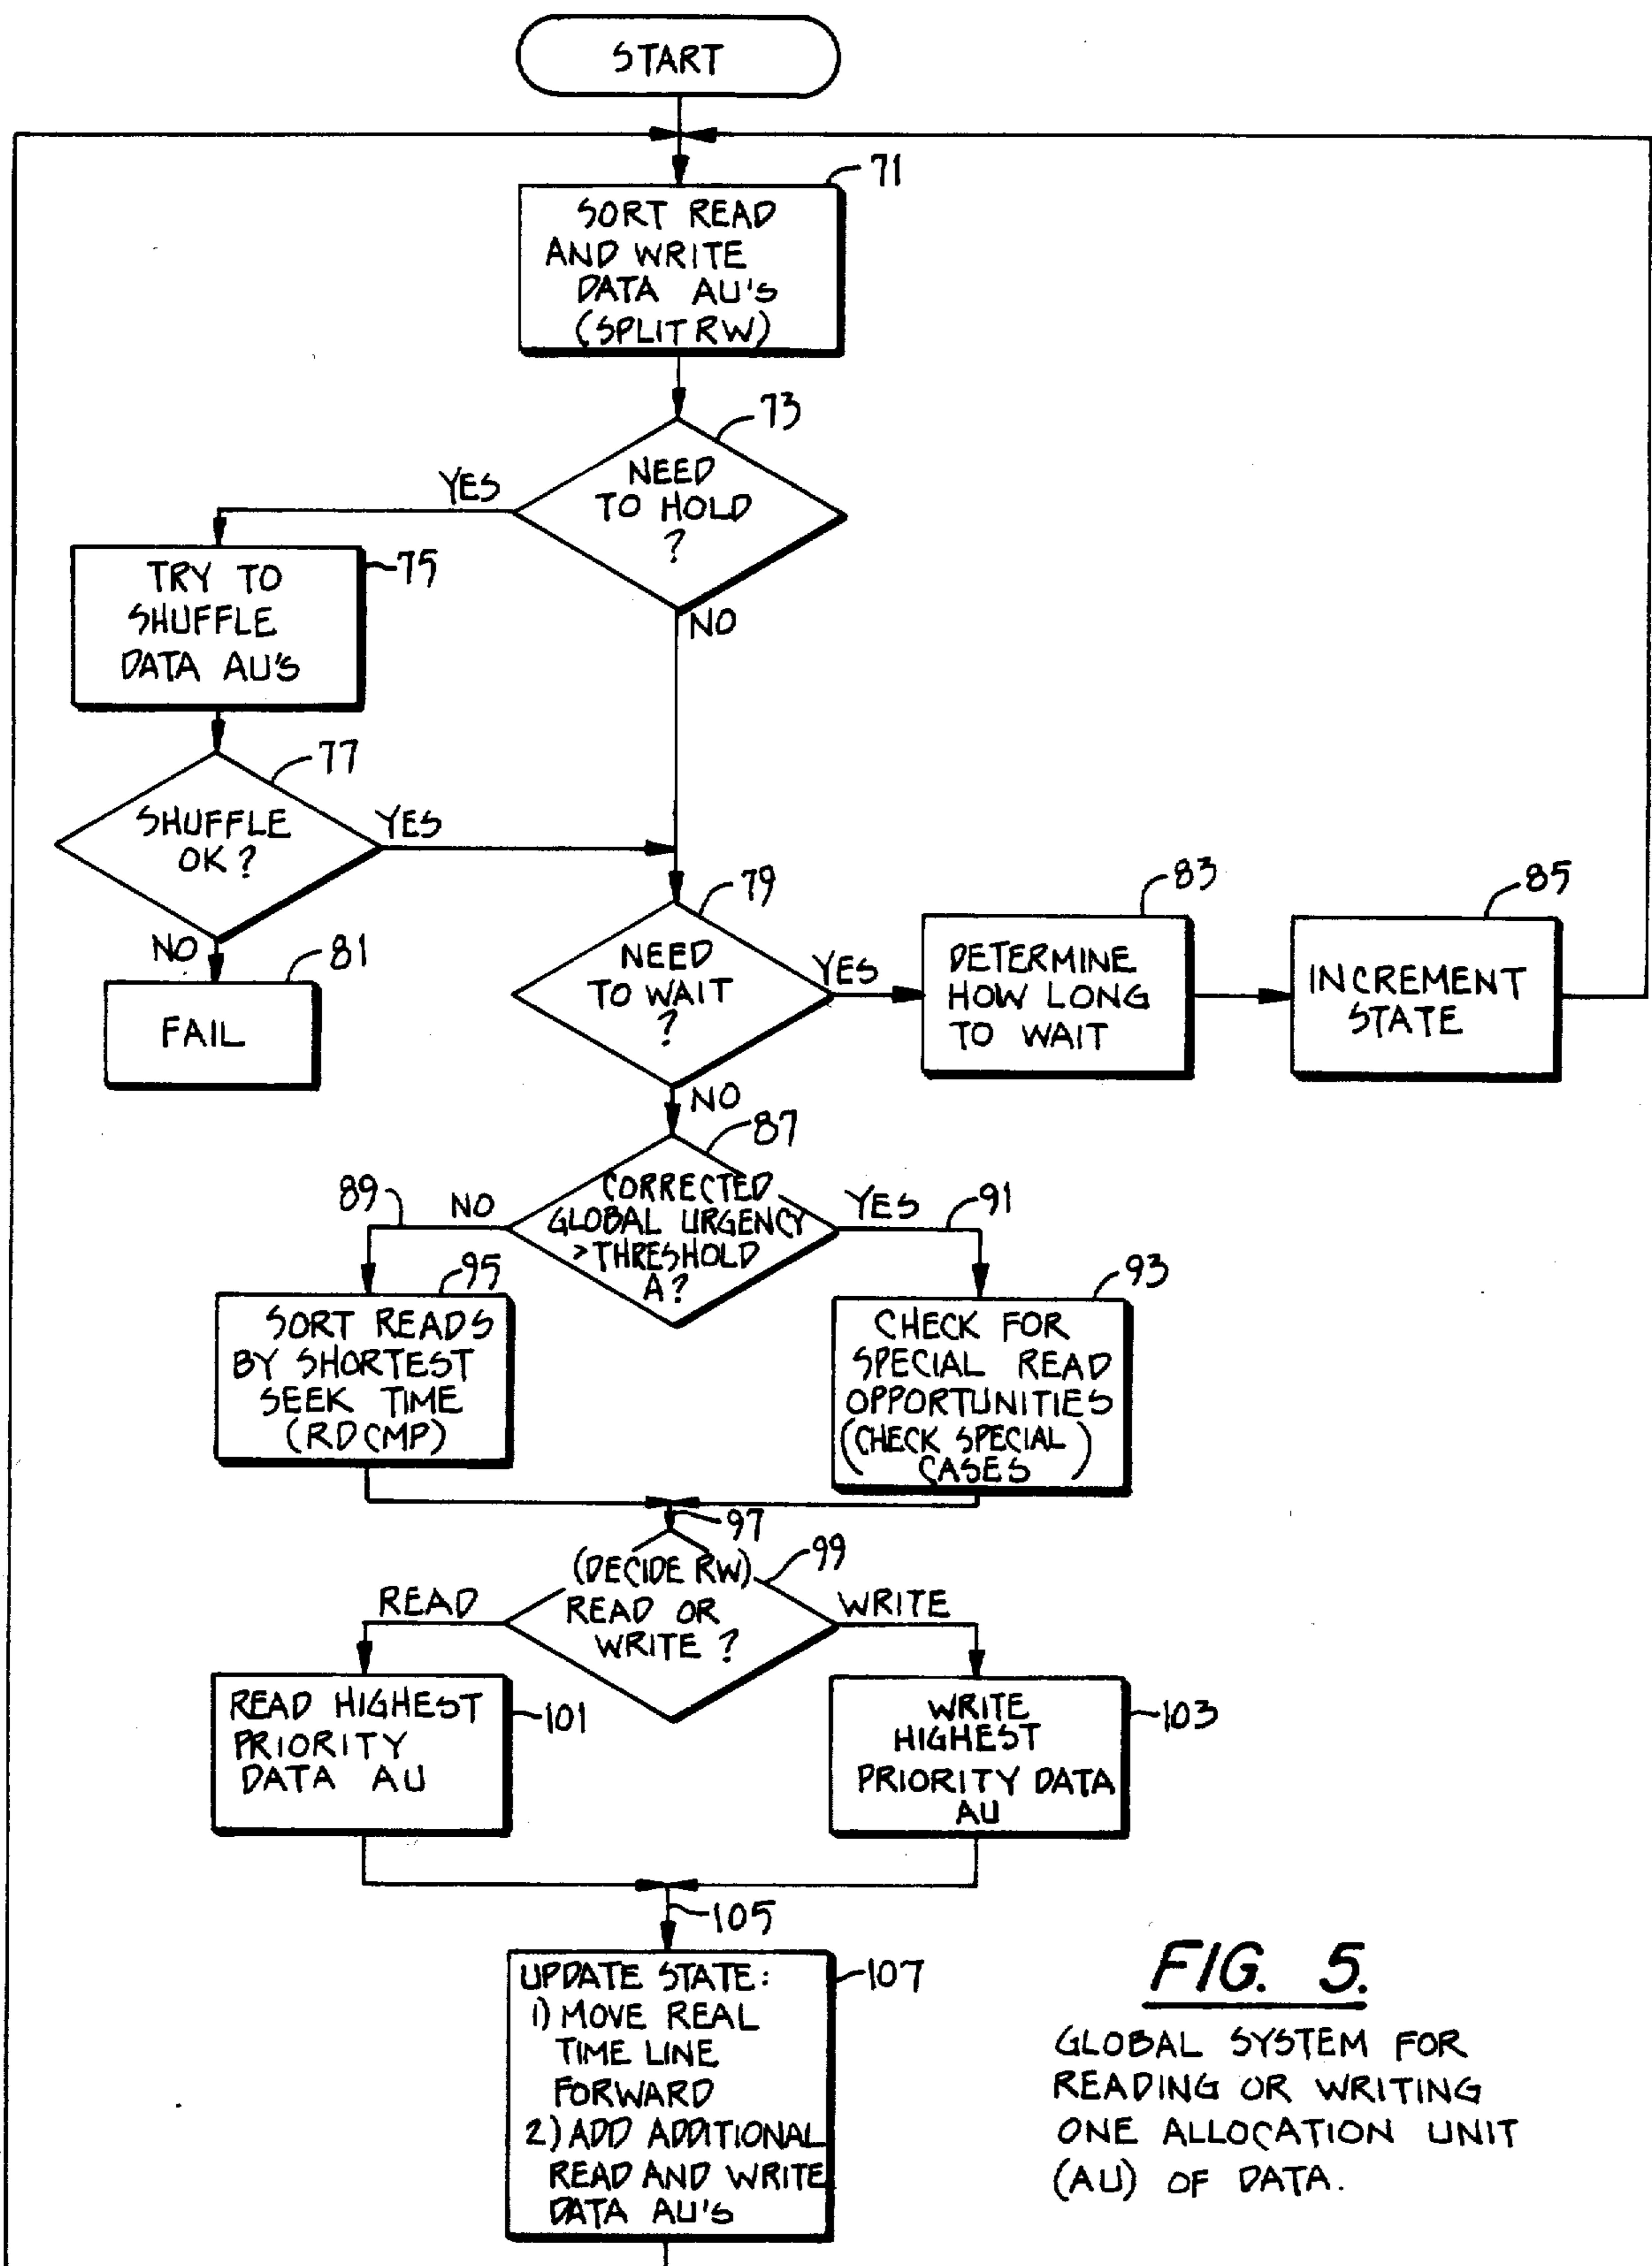 START
71
SORT READ
AND WRITE
DATA AU'S
(SPLIT RW)
73
NEED
TO HOLD
?
YES
NO
75
TRY TO
SHUFFLE
DATA AU'S
77
SHUFFLE
OK?
YES
NO
81
FAIL
79
NEED
TO WAIT
?
YES
NO
83
DETERMINE
HOW LONG
TO WAIT
85
INCREMENT
STATE
87
CORRECTED
GLOBAL URGENCY
>THRESHOLD
A?
89
NO
YES
91
95
SORT READS
BY SHORTEST
SEEK TIME
(RDCMP)
93
CHECK FOR
SPECIAL READ
OPPORTUNITIES
(CHECK SPECIAL
CASES)
97
(DECIDE RW)
99
READ OR
WRITE ?
READ
WRITE
READ HIGHEST
PRIORITY
DATA AU
101
WRITE
HIGHEST
PRIORITY DATA
AU
103
105
UPDATE STATE:
1) MOVE REAL
TIME LINE
FORWARD
2) ADD ADDITIONAL
READ AND WRITE
DATA AU'S
107
FIG. 5.
GLOBAL SYSTEM FOR
READING OR WRITING
ONE ALLOCATION UNIT
(AU) OF DATA.